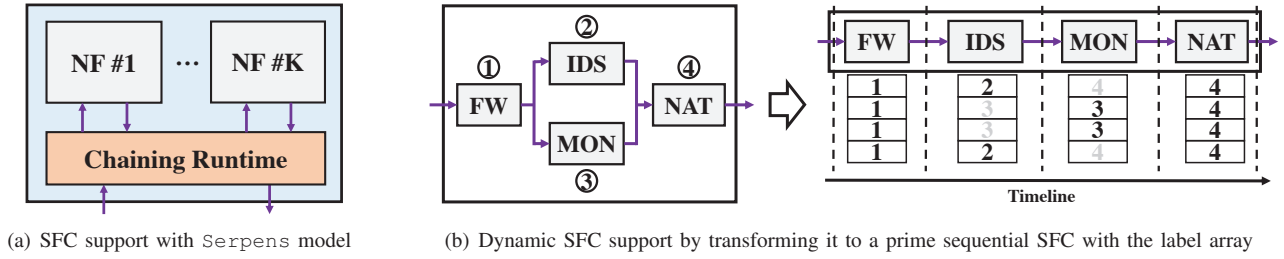 NF #1 ... NF #K
Chaining Runtime
(a) SFC support with Serpens model
① FW
② IDS
③ MON
④ NAT
FW IDS MON NAT
1 2 4 4
1 3 3 4
1 3 3 4
1 2 4 4
Timeline
(b) Dynamic SFC support by transforming it to a prime sequential SFC with the label array